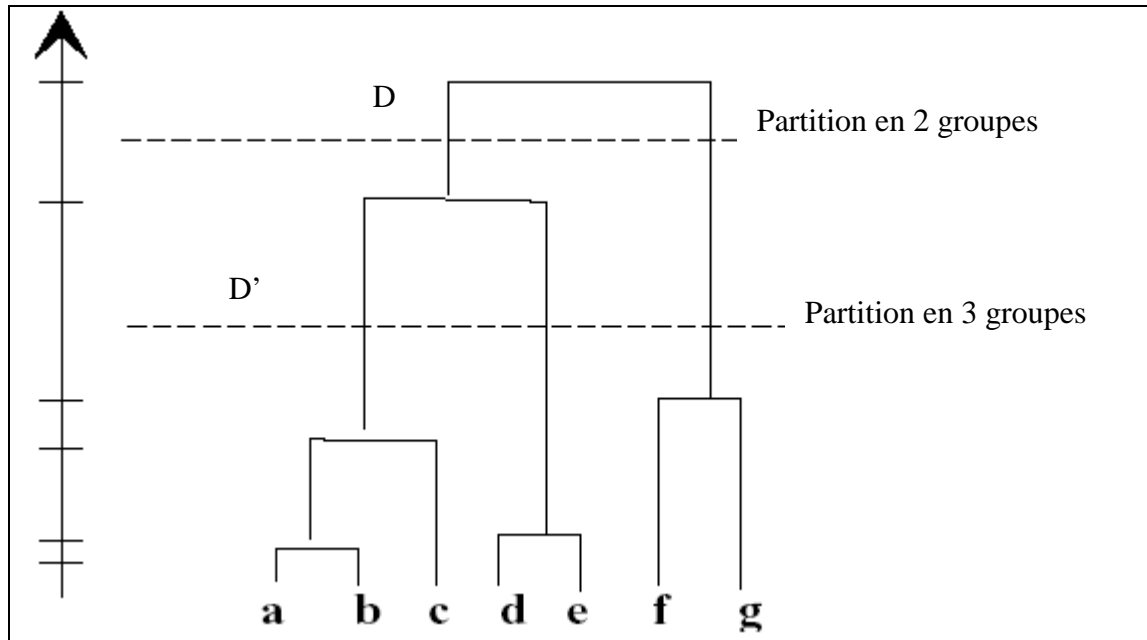 D
Partition en 2 groupes
D’
Partition en 3 groupes
a b c d e f g